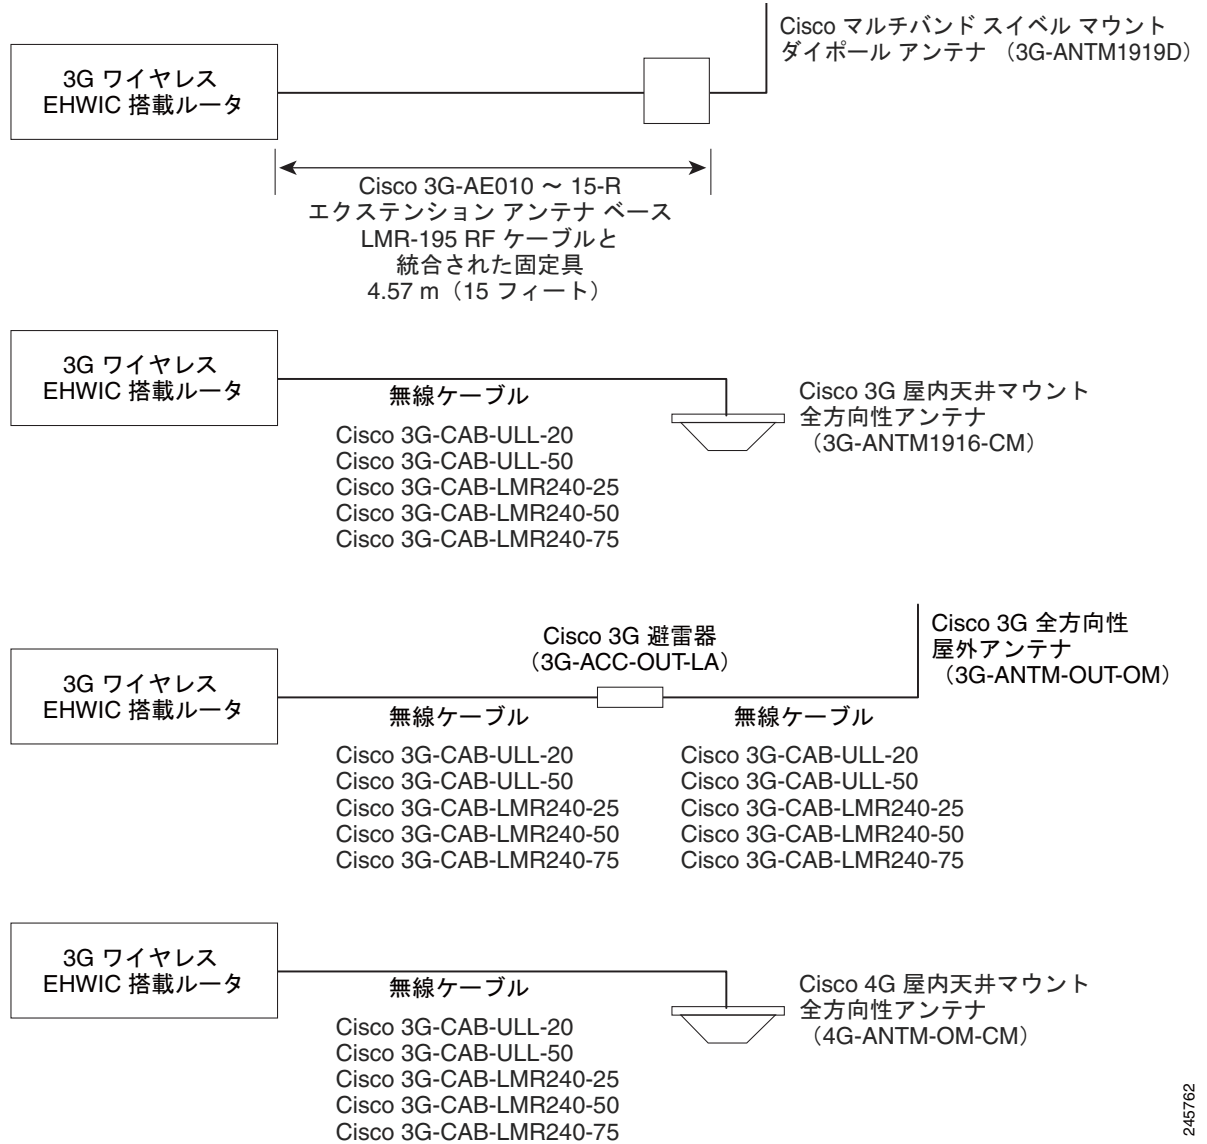 Cisco マルチバンド スイベル マウント
ダイポール アンテナ （3G-ANTM1919D）
3G ワイヤレス
EHWIC 搭載ルータ
Cisco 3G-AE010 ～ 15-R
エクステンション アンテナ ベース
LMR-195 RF ケーブルと
統合された固定具
4.57 m（15 フィート）
3G ワイヤレス
EHWIC 搭載ルータ
無線ケーブル
Cisco 3G-CAB-ULL-20
Cisco 3G-CAB-ULL-50
Cisco 3G-CAB-LMR240-25
Cisco 3G-CAB-LMR240-50
Cisco 3G-CAB-LMR240-75
Cisco 3G 屋内天井マウント
全方向性アンテナ
（3G-ANTM1916-CM）
3G ワイヤレス
EHWIC 搭載ルータ
Cisco 3G 避雷器
（3G-ACC-OUT-LA）
Cisco 3G 全方向性
屋外アンテナ
（3G-ANTM-OUT-OM）
無線ケーブル
Cisco 3G-CAB-ULL-20
Cisco 3G-CAB-ULL-50
Cisco 3G-CAB-LMR240-25
Cisco 3G-CAB-LMR240-50
Cisco 3G-CAB-LMR240-75
無線ケーブル
Cisco 3G-CAB-ULL-20
Cisco 3G-CAB-ULL-50
Cisco 3G-CAB-LMR240-25
Cisco 3G-CAB-LMR240-50
Cisco 3G-CAB-LMR240-75
3G ワイヤレス
EHWIC 搭載ルータ
無線ケーブル
Cisco 3G-CAB-ULL-20
Cisco 3G-CAB-ULL-50
Cisco 3G-CAB-LMR240-25
Cisco 3G-CAB-LMR240-50
Cisco 3G-CAB-LMR240-75
Cisco 4G 屋内天井マウント
全方向性アンテナ
（4G-ANTM-OM-CM）
245762